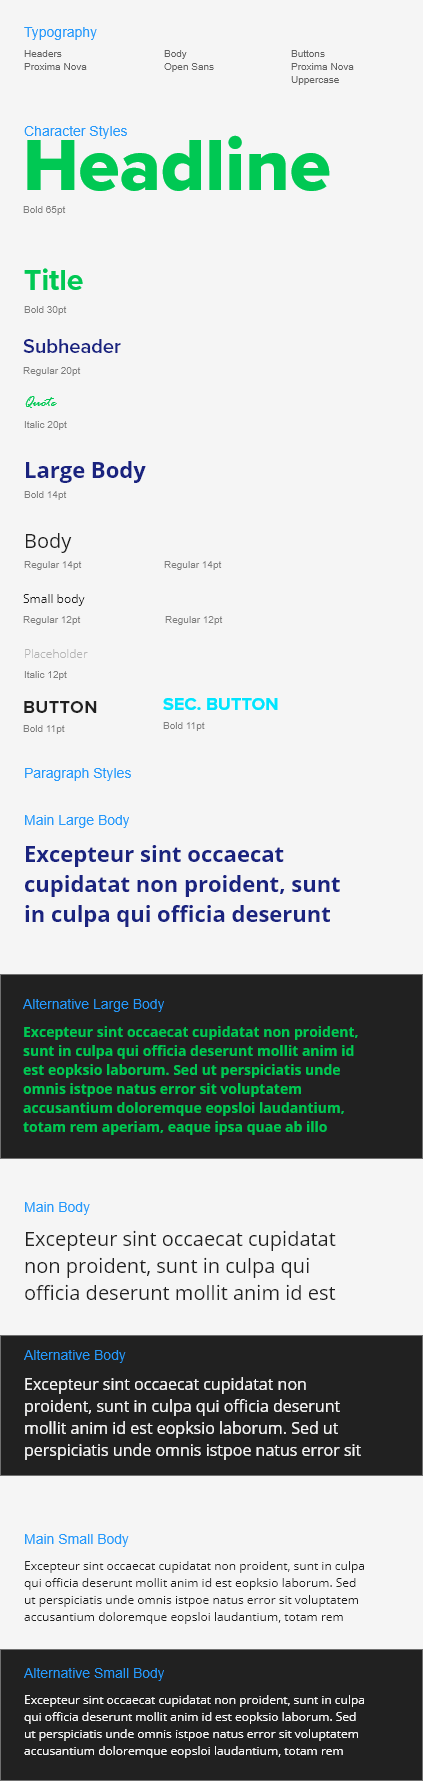 Typography
Headers Body Buttons
Proxima Nova Open Sans Proxima Nova
Uppercase
Character Styles
Headline
Bold 65pt
Title
Bold 30pt
Subheader
Regular 20pt
Quote
Italic 20pt
Large Body
Bold 14pt
Body
Regular 14pt Regular 14pt
Small body
Regular 12pt Regular 12pt
Placeholder
Italic 12pt
BUTTON SEC. BUTTON
Bold 11pt Bold 11pt
Paragraph Styles
Main Large Body
Excepteur sint occaecat
cupidatat non proident, sunt
in culpa qui officia deserunt
Alternative Large Body
Excepteur sint occaecat cupidatat non proident,
sunt in culpa qui officia deserunt mollit anim id
est eopksio laborum. Sed ut perspiciatis unde
omnis istpoe natus error sit voluptatem
accusantium doloremque eopsloi laudantium,
totam rem aperiam, eaque ipsa quae ab illo
Main Body
Excepteur sint occaecat cupidatat
non proident, sunt in culpa qui
officia deserunt mollit anim id est
Alternative Body
Excepteur sint occaecat cupidatat non
proident, sunt in culpa qui officia deserunt
mollit anim id est eopksio laborum. Sed ut
perspiciatis unde omnis istpoe natus error sit
Main Small Body
Excepteur sint occaecat cupidatat non proident, sunt in culpa
qui officia deserunt mollit anim id est eopksio laborum. Sed
ut perspiciatis unde omnis istpoe natus error sit voluptatem
accusantium doloremque eopsloi laudantium, totam rem
Alternative Small Body
Excepteur sint occaecat cupidatat non proident, sunt in culpa
qui officia deserunt mollit anim id est eopksio laborum. Sed
ut perspiciatis unde omnis istpoe natus error sit voluptatem
accusantium doloremque eopsloi laudantium, totam rem